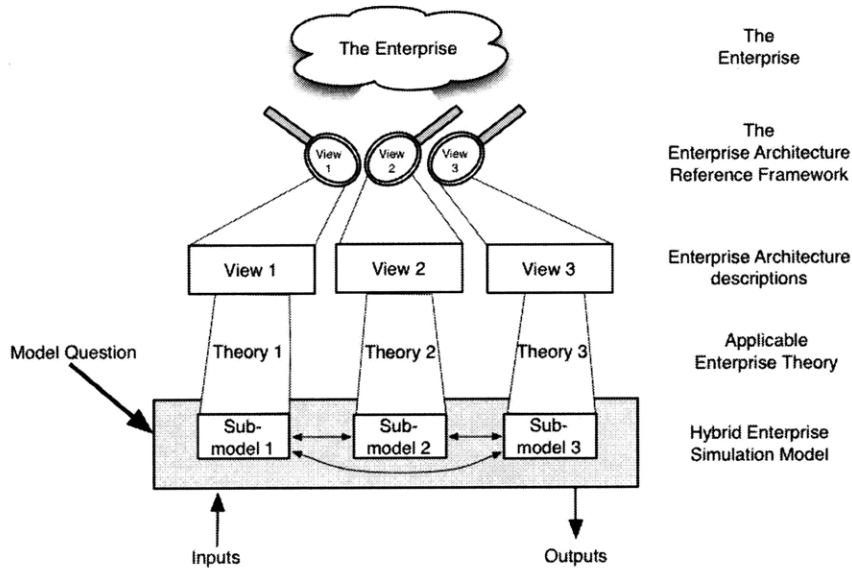 The Enterprise
The
Enterprise
View
1
View
2
View
3
The
Enterprise Architecture
Reference Framework
View 1
View 2
View 3
Enterprise Architecture
descriptions
Model Question
Theory 1
Theory 2
Theory 3
Applicable
Enterprise Theory
Sub-
model 1
Sub-
model 2
Sub-
model 3
Hybrid Enterprise
Simulation Model
Inputs
Outputs